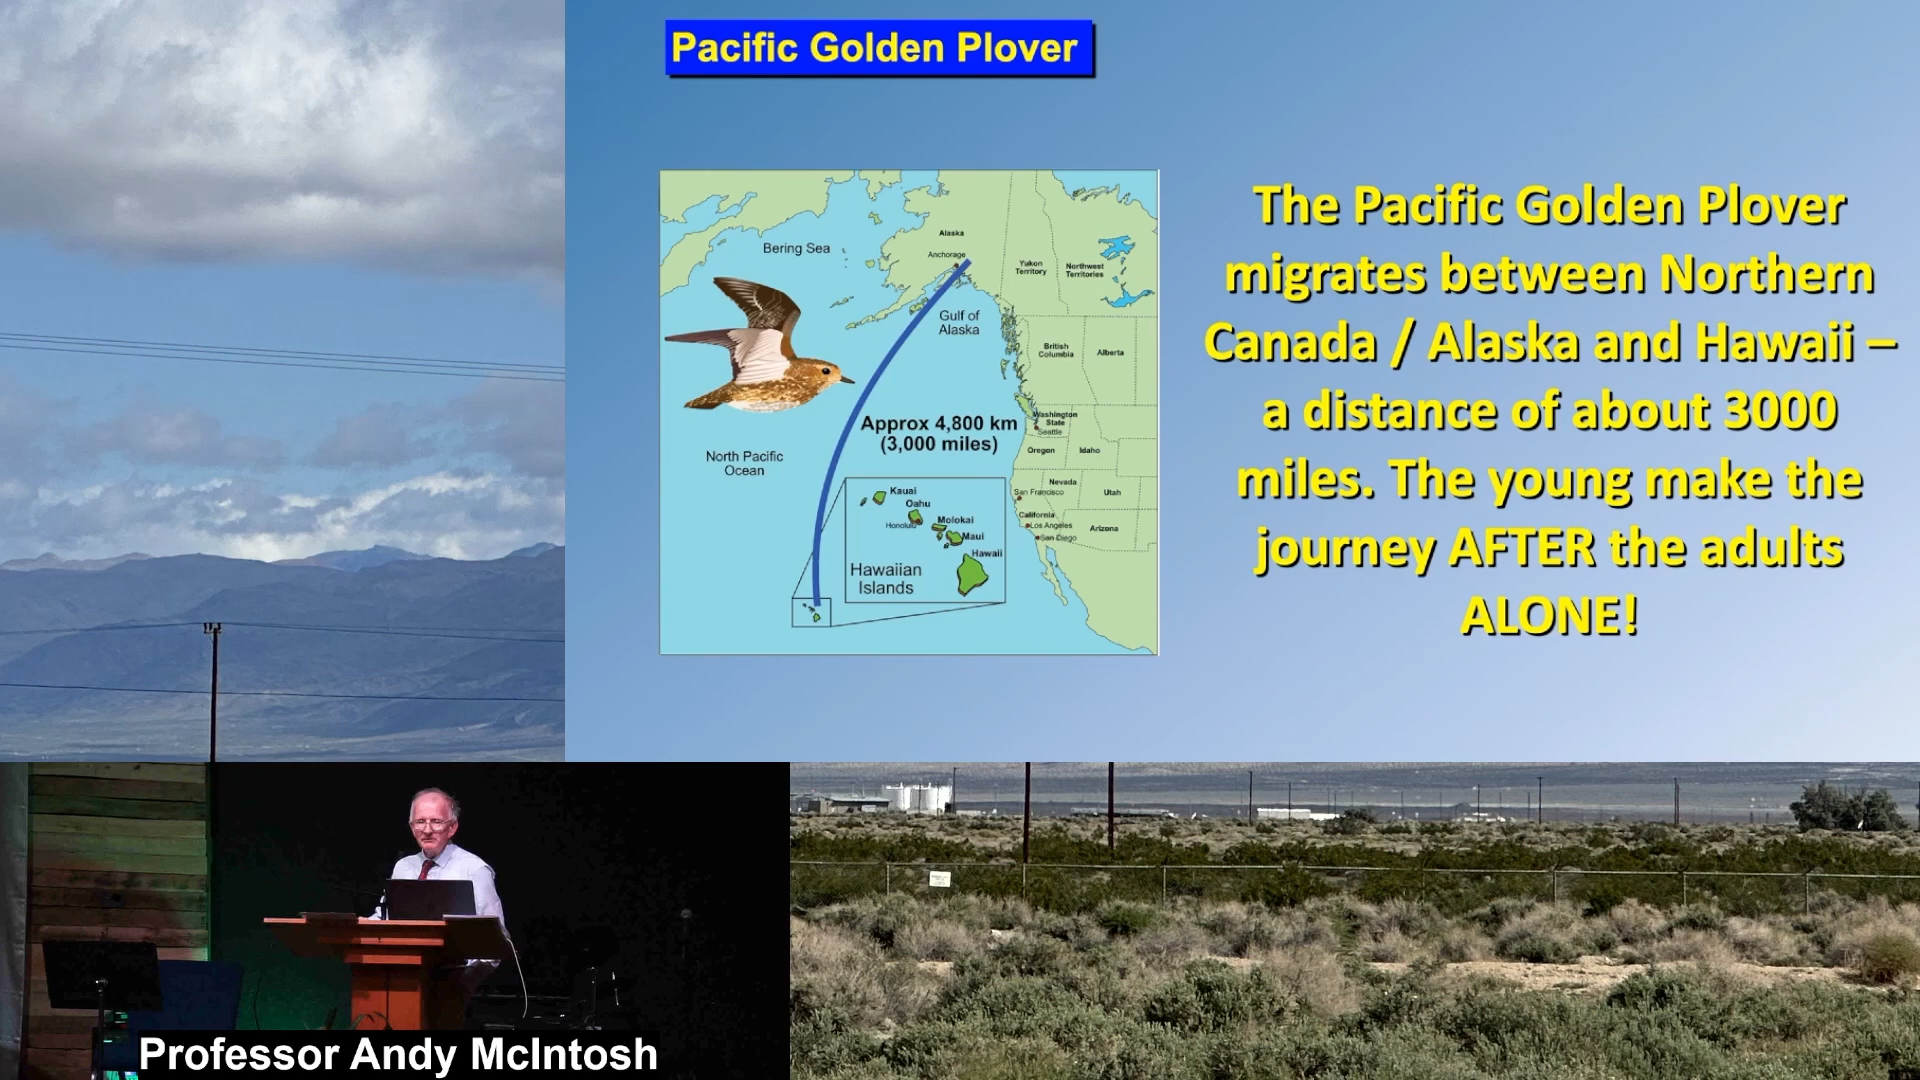 Pacific Golden Plover
The Pacific Golden Plover
migrates between Northern
Canada / Alaska and Hawaii –
a distance of about 3000
miles. The young make the
journey AFTER the adults
ALONE!
Bering Sea
Alaska
Anchorage
Yukon
Territory
Northwest
Territories
Gulf of
Alaska
British
Columbia
Alberta
Approx 4,800 km
(3,000 miles)
Washington
State
Seattle
Oregon
Idaho
North Pacific
Ocean
Nevada
San Francisco
Utah
California
Los Angeles
Arizona
San Diego
Kauai
Oahu
Honolulu
Molokai
Maui
Hawaii
Hawaiian
Islands
Professor Andy McIntosh